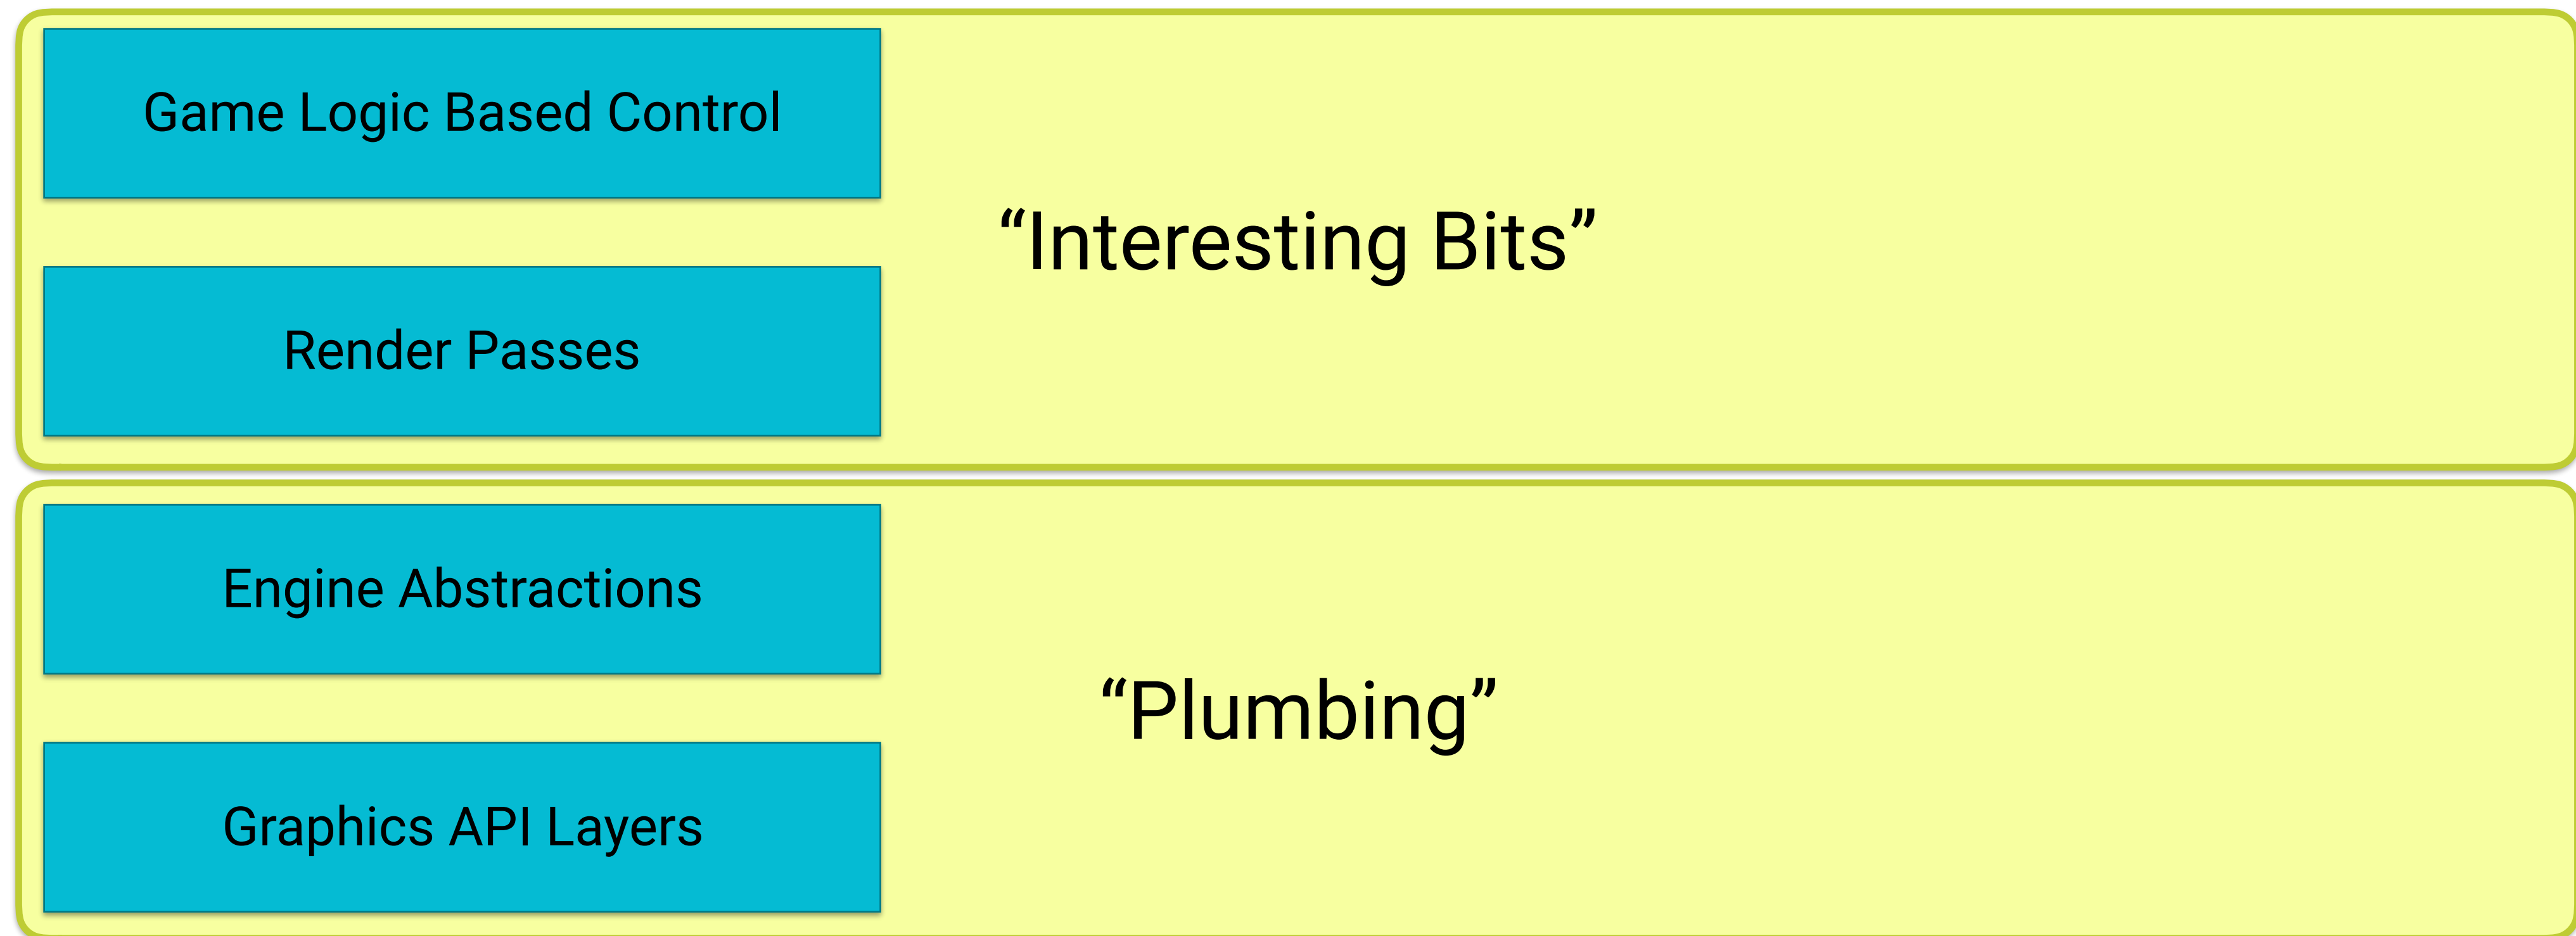 Game Logic Based Control
“Interesting Bits”
Render Passes
Engine Abstractions
“Plumbing”
Graphics API Layers